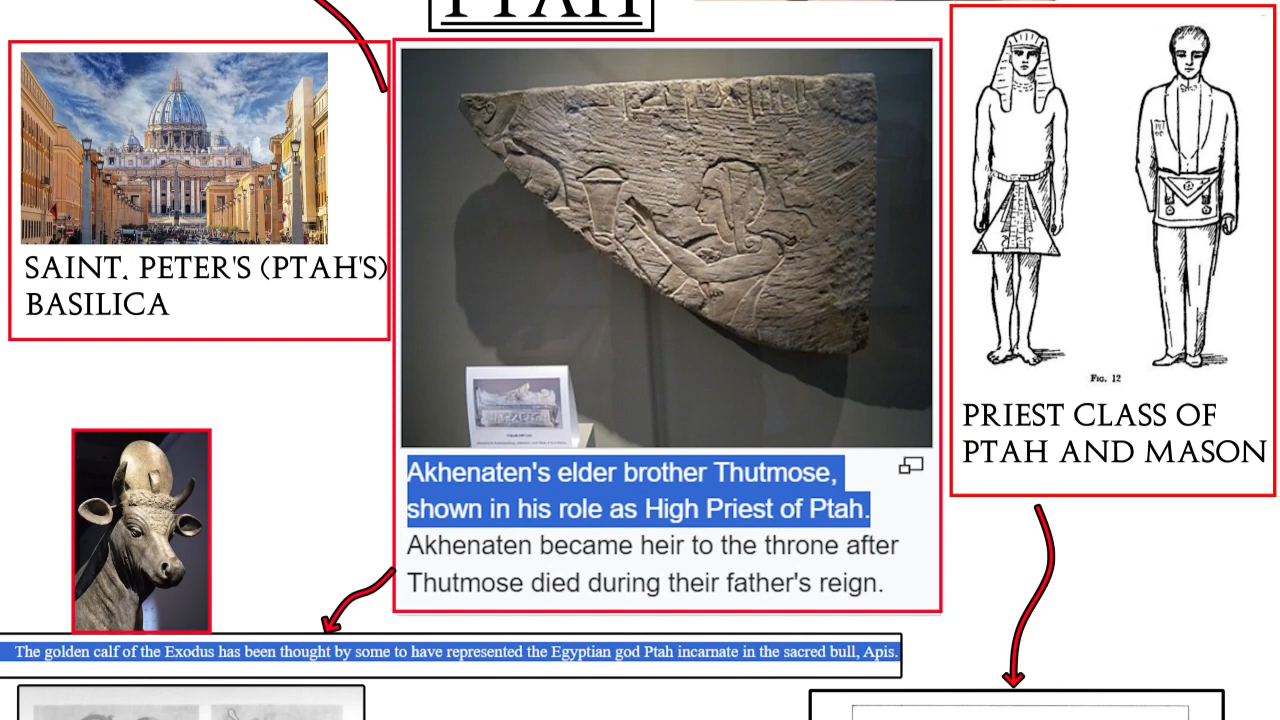 PTAH
SAINT. PETER'S (PTAH'S)
BASILICA
Akhenaten's elder brother Thutmose,
shown in his role as High Priest of Ptah.
Akhenaten became heir to the throne after
Thutmose died during their father's reign.
Fig. 12
PRIEST CLASS OF
PTAH AND MASON
The golden calf of the Exodus has been thought by some to have represented the Egyptian god Ptah incarnate in the sacred bull, Apis.